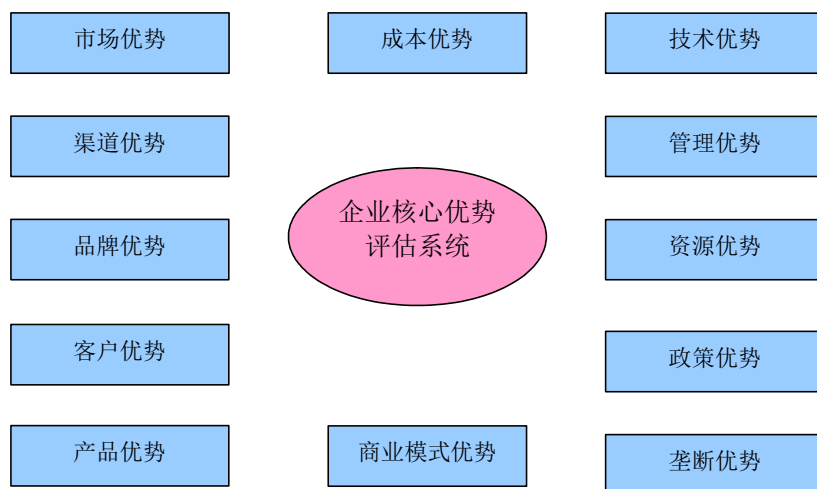 市场优势
成本优势
技术优势
渠道优势
管理优势
企业核心优势
评估系统
品牌优势
资源优势
客户优势
政策优势
产品优势
商业模式优势
垄断优势